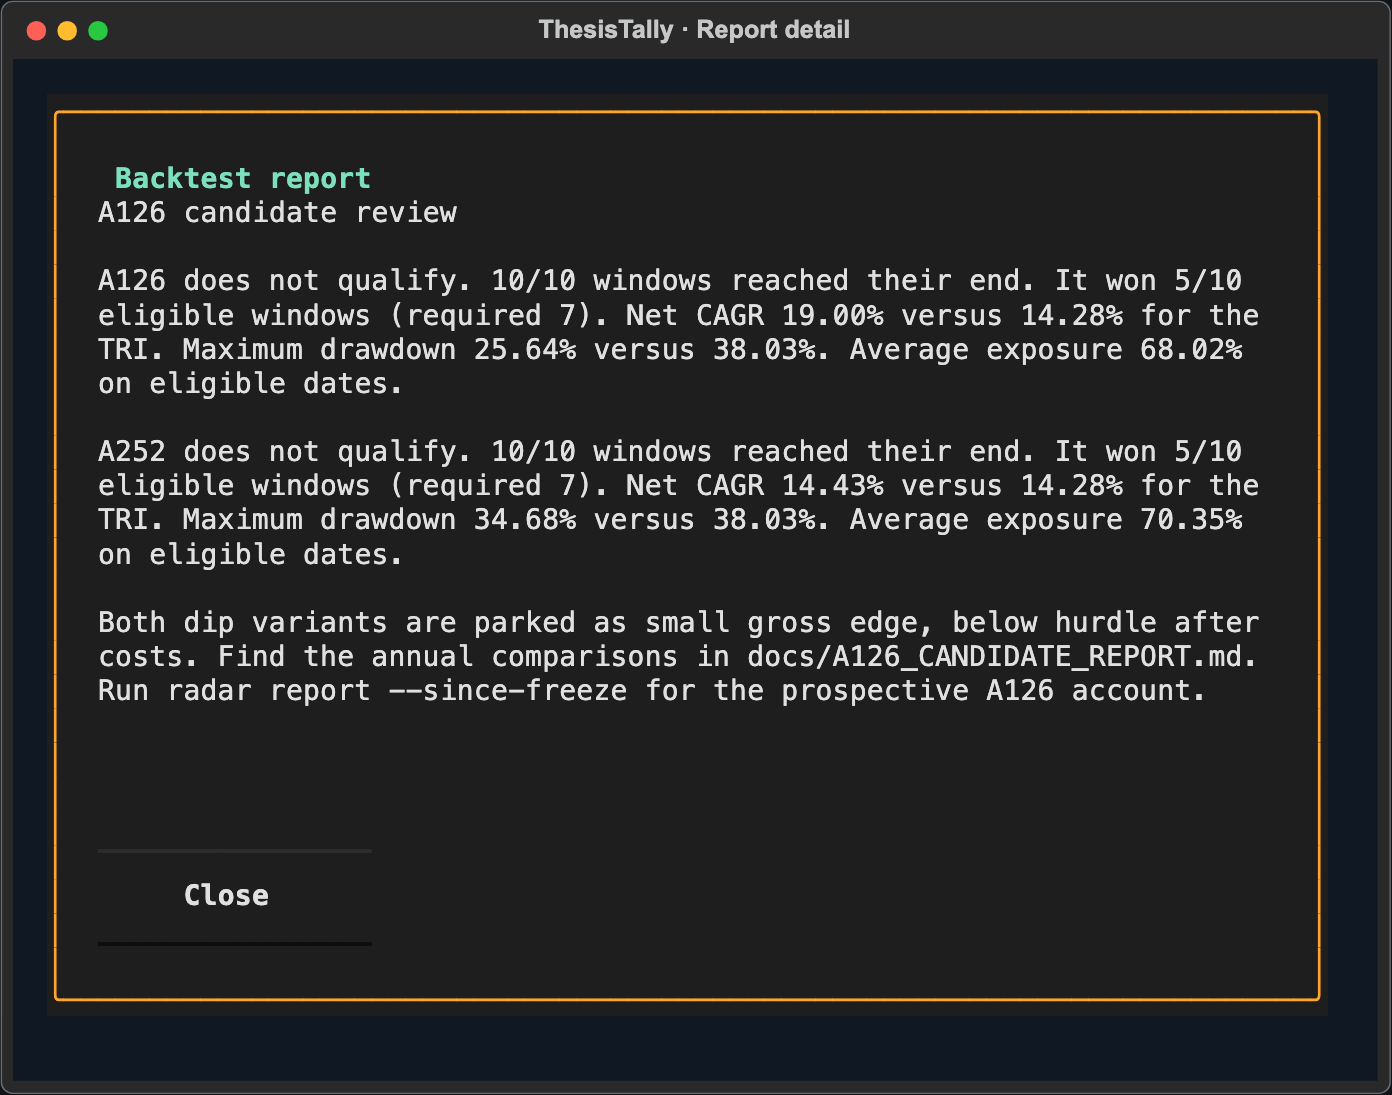 ThesisTally · Report detail
Backtest report
A126 candidate review
A126 does not qualify. 10/10 windows reached their end. It won 5/10
eligible windows (required 7). Net CAGR 19.00% versus 14.28% for the
TRI. Maximum drawdown 25.64% versus 38.03%. Average exposure 68.02%
on eligible dates.
A252 does not qualify. 10/10 windows reached their end. It won 5/10
eligible windows (required 7). Net CAGR 14.43% versus 14.28% for the
TRI. Maximum drawdown 34.68% versus 38.03%. Average exposure 70.35%
on eligible dates.
Both dip variants are parked as small gross edge, below hurdle after
costs. Find the annual comparisons in docs/A126_CANDIDATE_REPORT.md.
Run radar report --since-freeze for the prospective A126 account.
Close